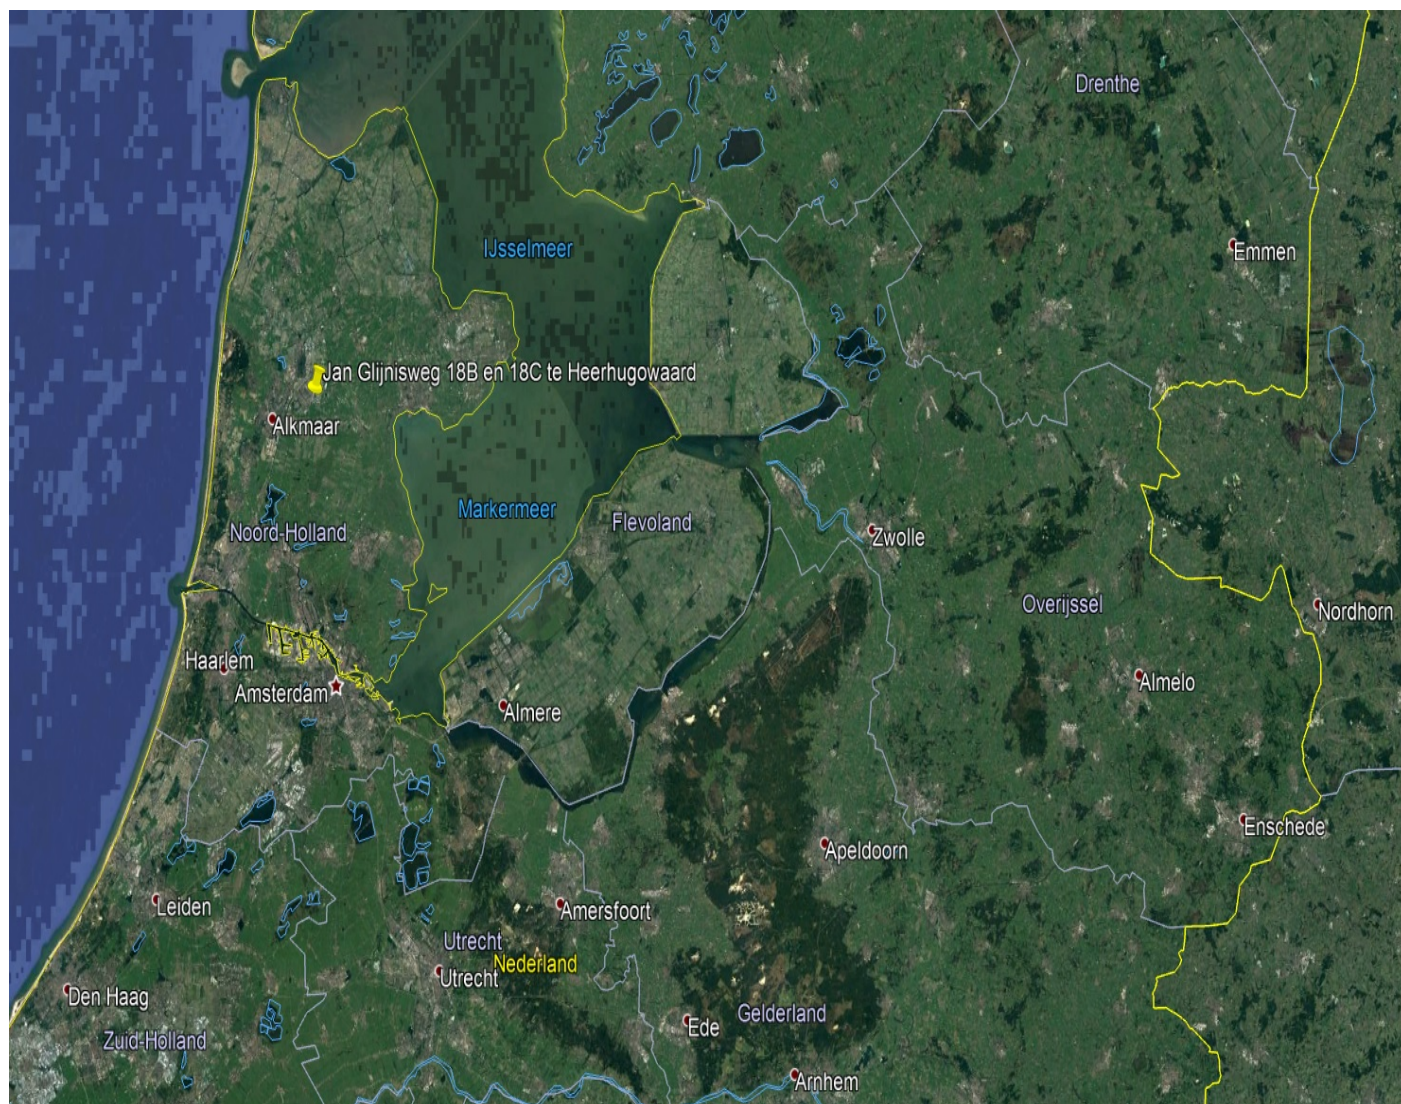 Drenthe
IJsselmeer
Emmen
Jan Glijnisweg 18B en 18C te Heerhugowaard
Alkmaar
Markermeer
Flevoland
Noord-Holland
Zwolle
Overijssel
Nordhorn
Haarlem
Almelo
Amsterdam
Almere
Enschede
Apeldoorn
Leiden
Amersfoort
Utrecht
Nederland
Utrecht
Den Haag
Gelderland
Ede
Zuid-Holland
Arnhem